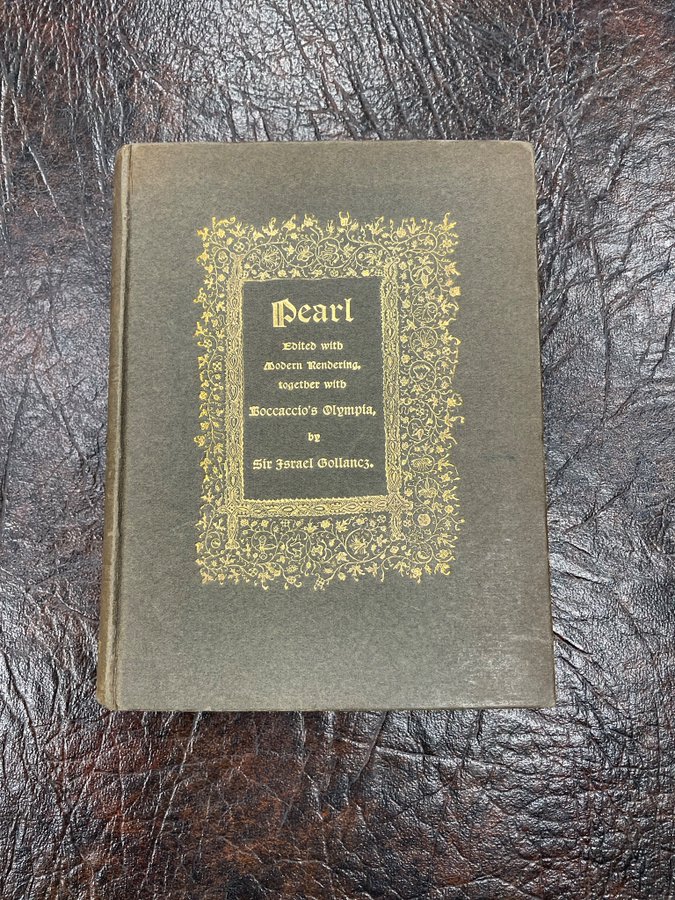 Pearl
Edited with
Modern Rendering,
together with
Boccaccio's Olympia,
by
Sir Israel Gollancz.